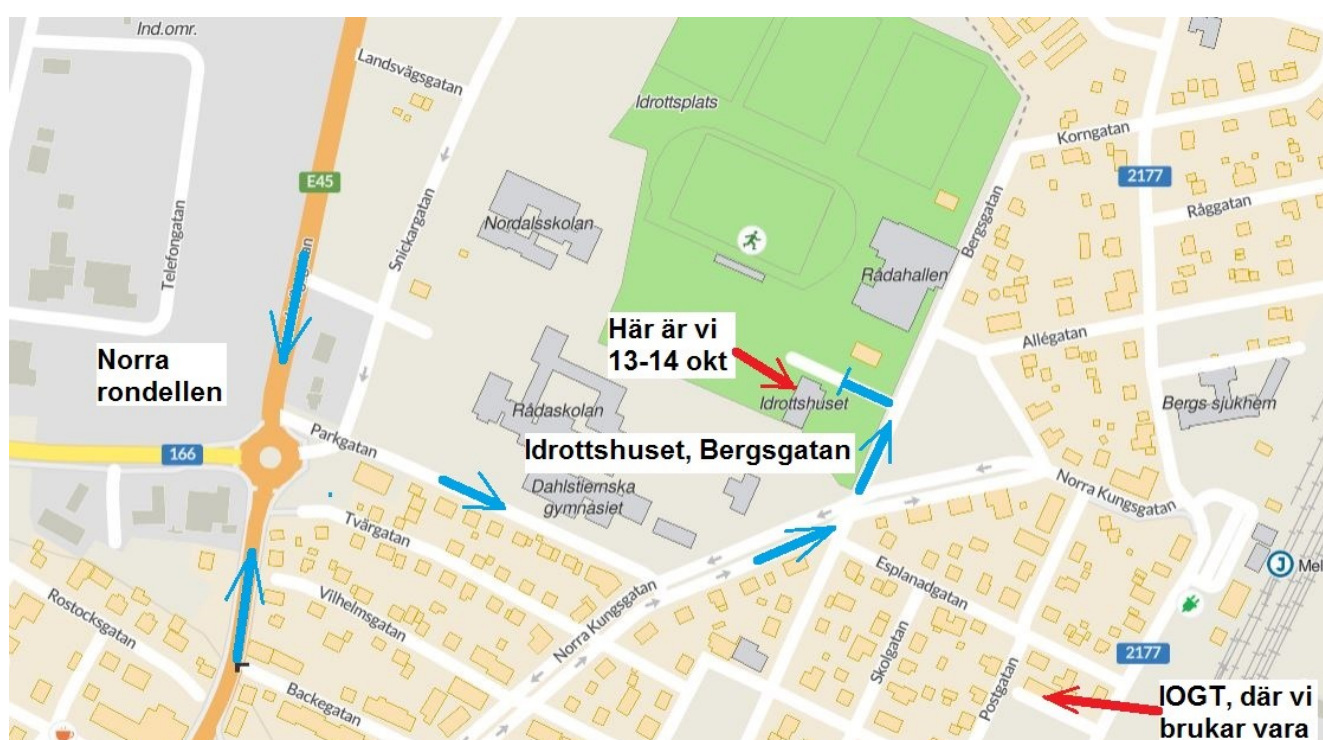 Ind.omr.
Landsvägsgatan
Idrottsplats
Korngatan
2177
E45
Råggatan
Telefongatan
Snickargatan
Nordalsskolan
Bergsgatan
Rådahallen
Här är vi
13-14 okt
Allégatan
Norra
rondellen
Idrottshuset
Bergs sjukhem
Rådaskolan
Parkgatan
166
Idrottshuset, Bergsgatan
Dahlstiernska
gymnasiet
Norra Kungsgatan
Tvärgatan
Esplanadgatan
J
Mel
Vilhelmsgatan
Rostocksgatan
Norra Kungsgatan
Skolgatan
2177
Backegatan
Postgatan
IOGT, där vi
brukar vara